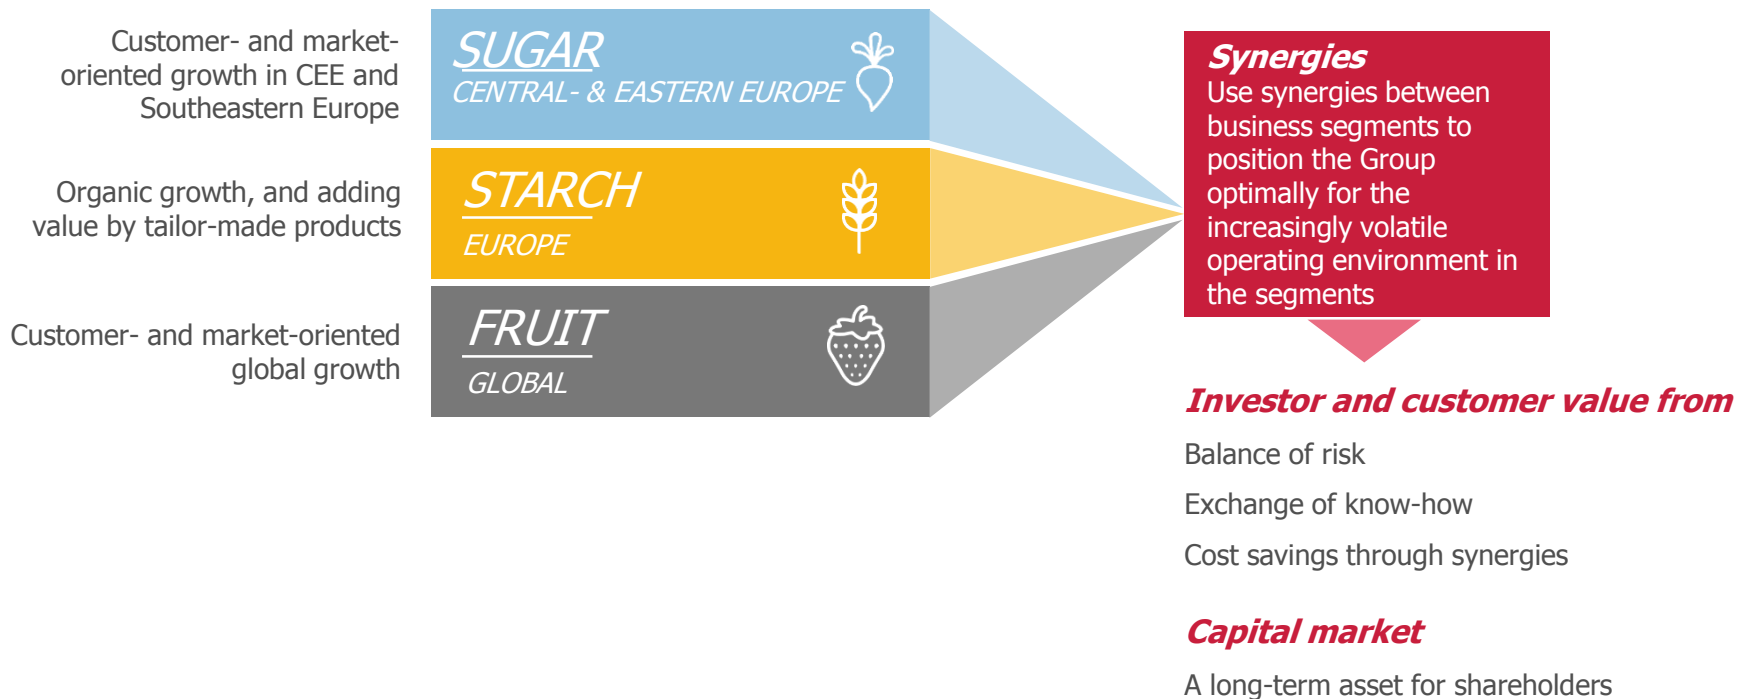 Customer- and market-
oriented growth in CEE and
Southeastern Europe
SUGAR
CENTRAL- & EASTERN EUROPE
Organic growth, and adding
value by tailor-made products
STARCH
EUROPE
Customer- and market-oriented
global growth
FRUIT
GLOBAL
Synergies
Use synergies between
business segments to
position the Group
optimally for the
increasingly volatile
operating environment in
the segments
Investor and customer value from
Balance of risk
Exchange of know-how
Cost savings through synergies
Capital market
A long-term asset for shareholders